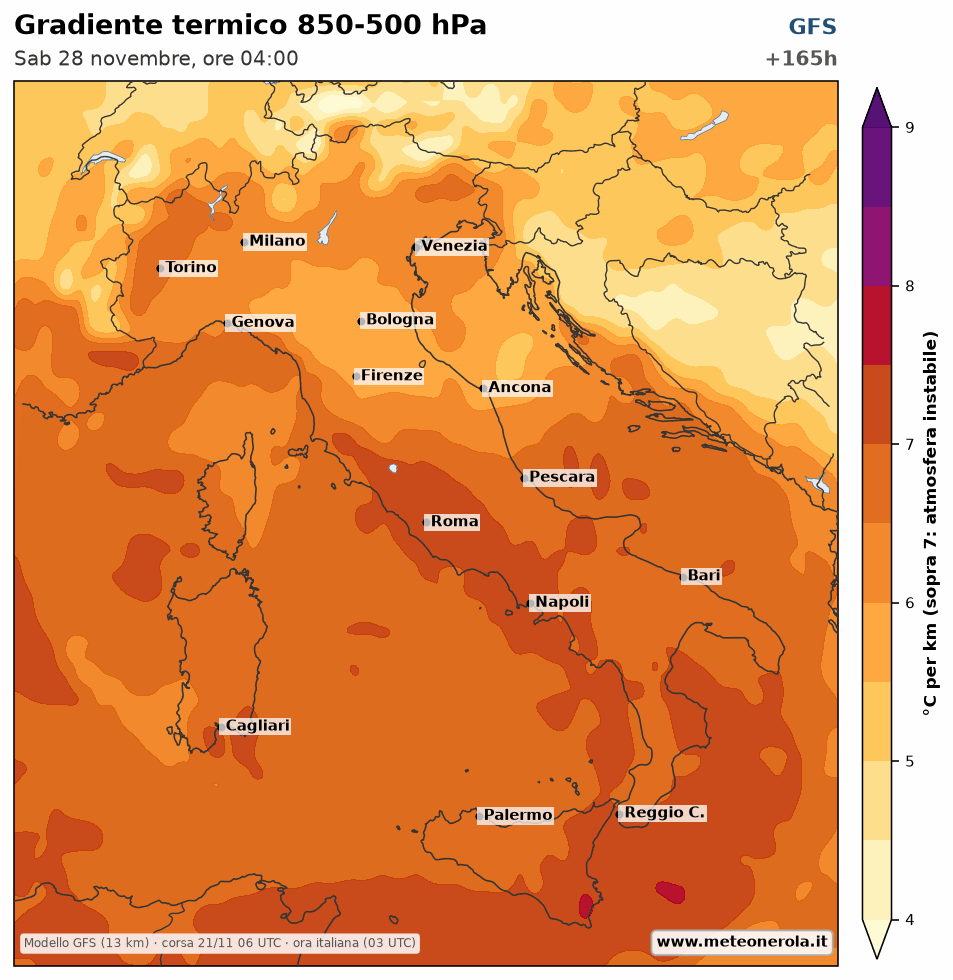 Gradiente termico 850-500 hPa
GFS
Sab 28 novembre, ore 04:00
+165h
Milano
Venezia
Torino
Genova
Bologna
Firenze
Ancona
Pescara
Roma
Bari
Napoli
Cagliari
Palermo
Reggio C.
9
8
7
6
5
4
°C per km (sopra 7: atmosfera instabile)
Modello GFS (13 km) · corsa 21/11 06 UTC · ora italiana (03 UTC)
www.meteonerola.it